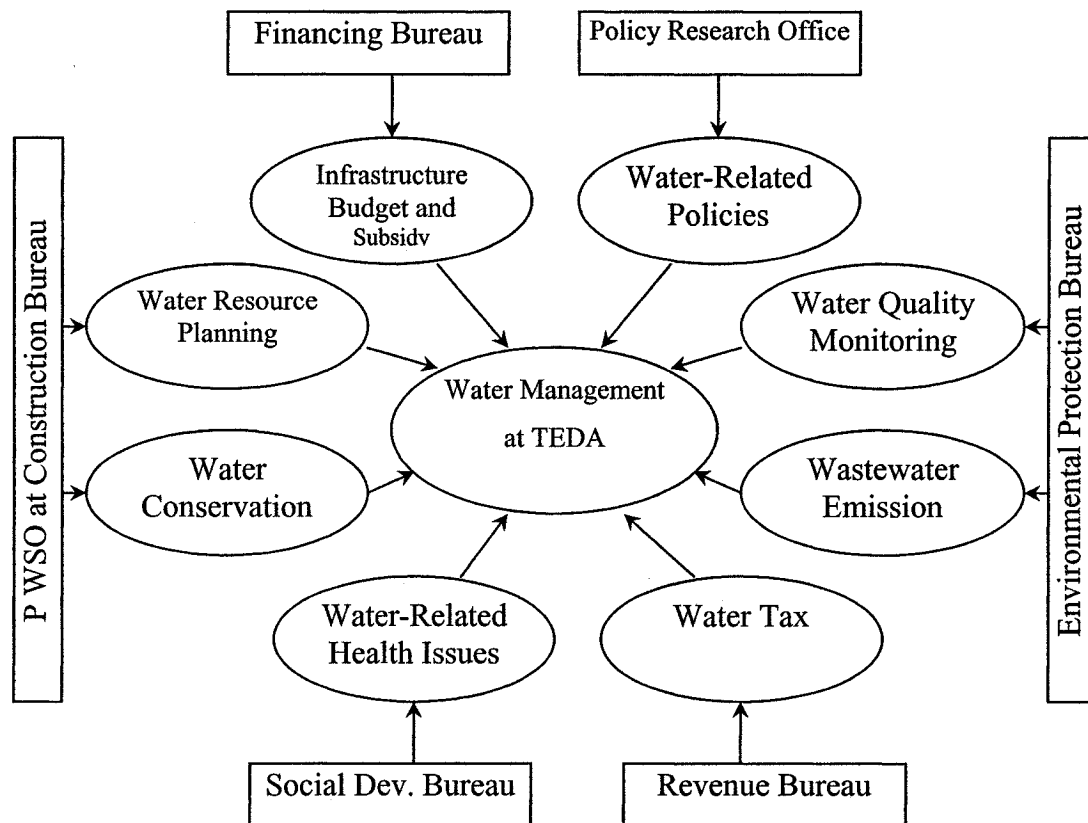 Financing Bureau
Policy Research Office
Infrastructure
Budget and
Subsidv
Water-Related
Policies
P WSO at Construction Bureau
Water Resource
Planning
Water Quality
Monitoring
Environmental Protection Bureau
Water Management
at TEDA
Water
Conservation
Wastewater
Emission
Water-Related
Health Issues
Water Tax
Social Dev. Bureau
Revenue Bureau